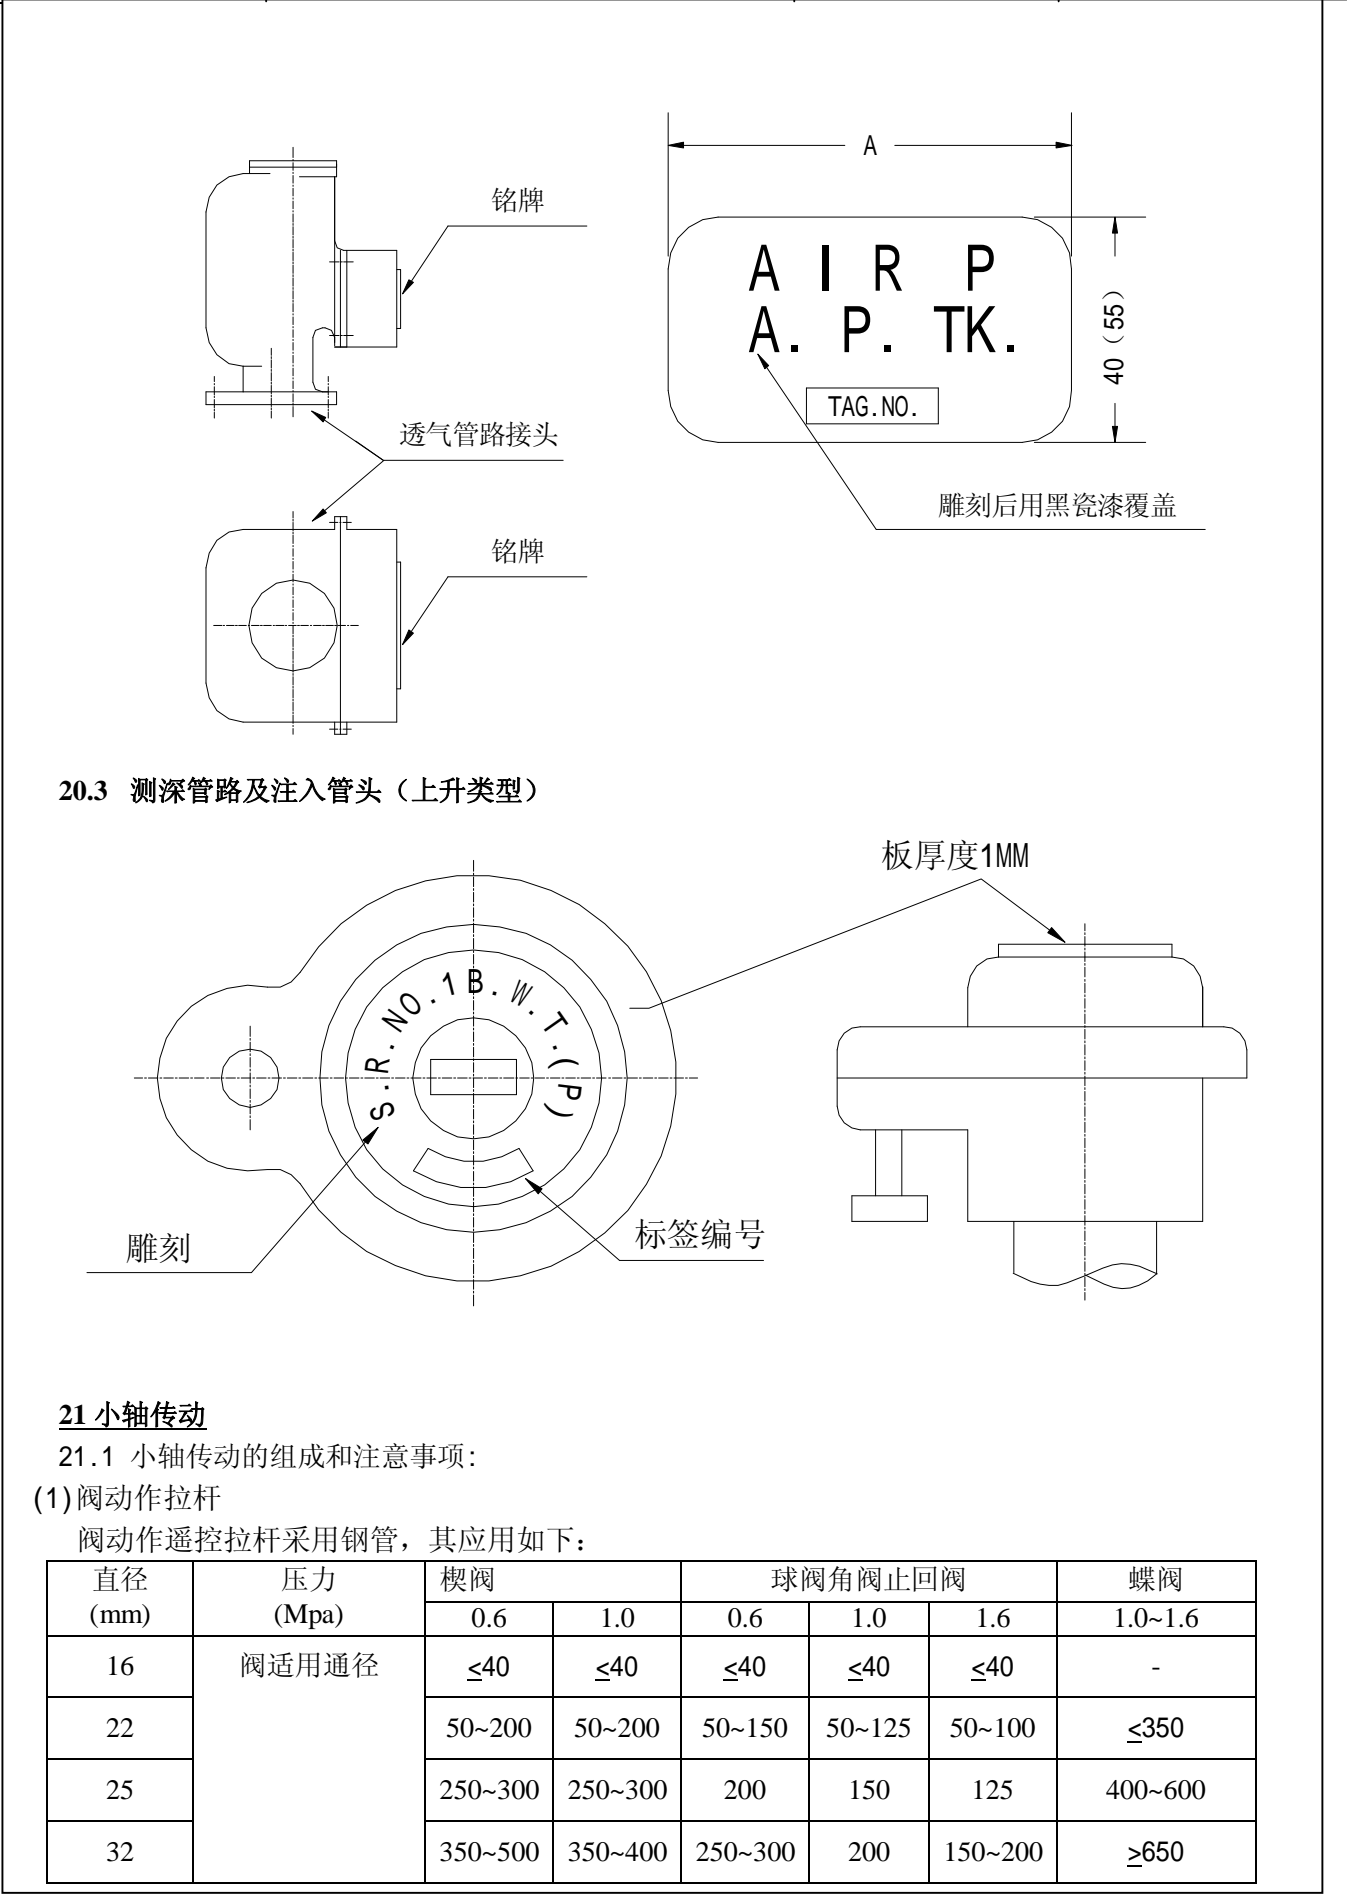 铭牌
A
A I R P
A. P. TK.
TAG.NO.
40（55）
透气管路接头
雕刻后用黑瓷漆覆盖
铭牌
20.3 测深管路及注入管头（上升类型）
板厚度1MM
S.R.NO.1B.W.T.(P)
雕刻
标签编号
21 小轴传动
21.1 小轴传动的组成和注意事项:
(1)阀动作拉杆
阀动作遥控拉杆采用钢管，其应用如下：
直径 (mm) 压力 (Mpa) 楔阀 球阀角阀止回阀 蝶阀
0.6 1.0 0.6 1.0 1.6 1.0~1.6
16 阀适用通径 ≤40 ≤40 ≤40 ≤40 ≤40 -
22 50~200 50~200 50~150 50~125 50~100 ≤350
25 250~300 250~300 200 150 125 400~600
32 350~500 350~400 250~300 200 150~200 ≥650